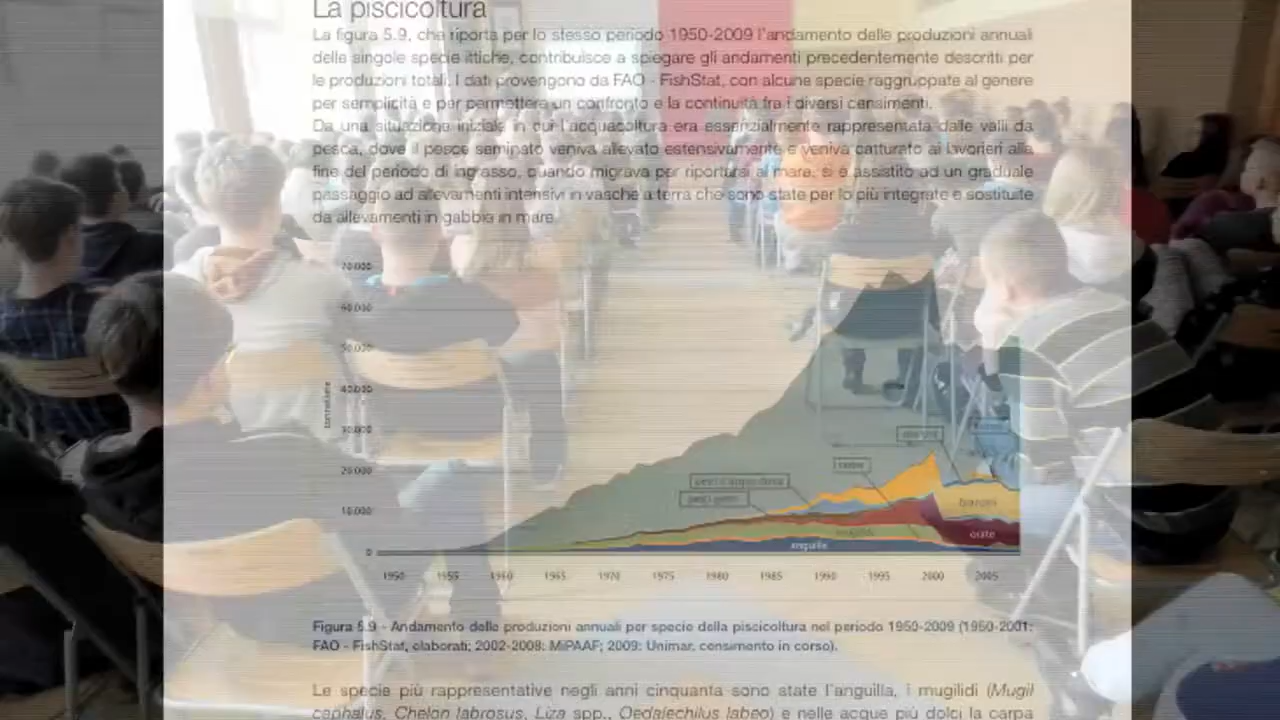 La piscicoltura
La figura 5.9, che riporta per lo stesso periodo 1950-2009 l'andamento delle produzioni annuali
delle singole specie ittiche, contribuisce a spiegare gli andamenti precedentemente descritti per
le produzioni totali. I dati provengono da FAO - FishStat, con alcune specie raggruppate al genere
per semplicità e per permettere un confronto e la continuità fra i diversi censimenti.
Da una situazione iniziale in cui l'acquacoltura era essenzialmente rappresentata dalle valli da
pesca, dove il pesce seminato veniva allevato estensivamente e veniva catturato ai lavorieri alla
fine del periodo di ingrasso, quando migrava per riportarsi al mare, si è assistito ad un graduale
passaggio ad allevamenti intensivi in vasche a terra che sono state per lo più integrate e sostituite
da allevamenti in gabbia in mare.
70.000
60.000
50.000
40.000
tonnellate
30.000
20.000
10.000
0
pesci d'acqua dolce
branzini
orate
anguille
1950 1955 1960 1965 1970 1975 1980 1985 1990 1995 2000 2005
Figura 5.9 - Andamento delle produzioni annuali per specie della piscicoltura nel periodo 1950-2009 (1950-2001:
FAO - FishStat, elaborati; 2002-2008: MiPAAF; 2009: Unimar, censimento in corso).
Le specie più rappresentative negli anni cinquanta sono state l'anguilla, i mugilidi (Mugil
cephalus, Chelon labrosus, Liza spp., Oedalechilus labeo) e nelle acque più dolci la carpa